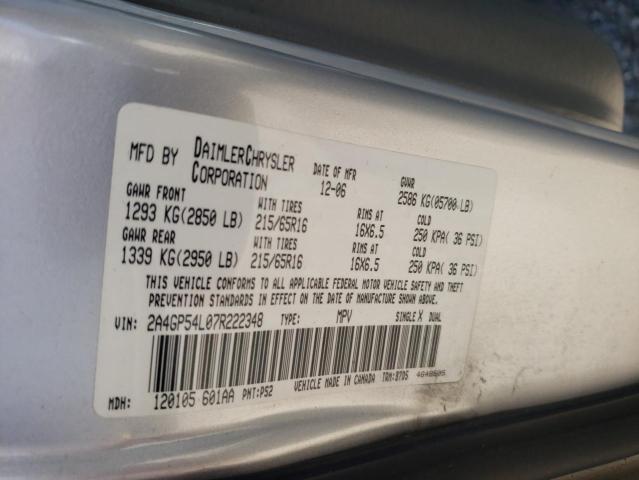 MFD BY DAIMLERCHRYSLER CORPORATION DATE OF MFR 12-06 GVWR 2586 KG(05700 LB)
GAWR FRONT WITH TIRES RIMS AT COLD
1293 KG(2850 LB) 215/65R16 16X6.5 250 KPA( 36 PSI)
GAWR REAR WITH TIRES RIMS AT COLD
1339 KG(2950 LB) 215/65R16 16X6.5 250 KPA( 36 PSI)
THIS VEHICLE CONFORMS TO ALL APPLICABLE FEDERAL MOTOR VEHICLE SAFETY AND THEFT
PREVENTION STANDARDS IN EFFECT ON THE DATE OF MANUFACTURE SHOWN ABOVE.
VIN: 2A4GP54L07R222348 TYPE: MPV SINGLE X DUAL
MDH: 120105 601AA PNT:PS2 VEHICLE MADE IN CANADA TRM:B7D5